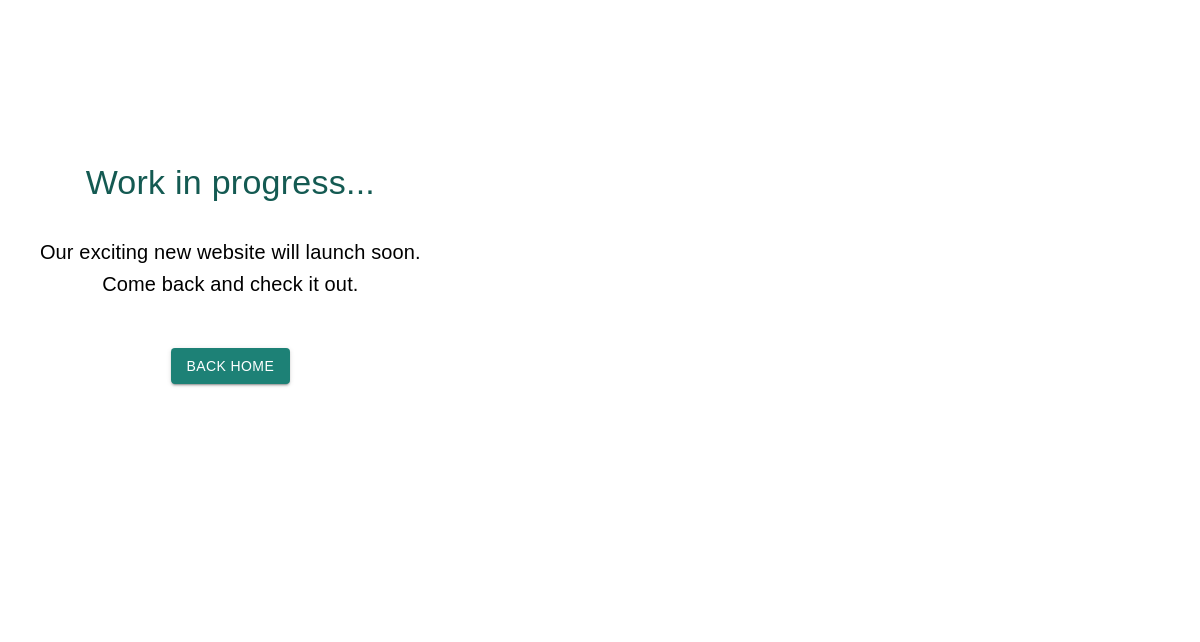 Work in progress...
Our exciting new website will launch soon.
Come back and check it out.
BACK HOME